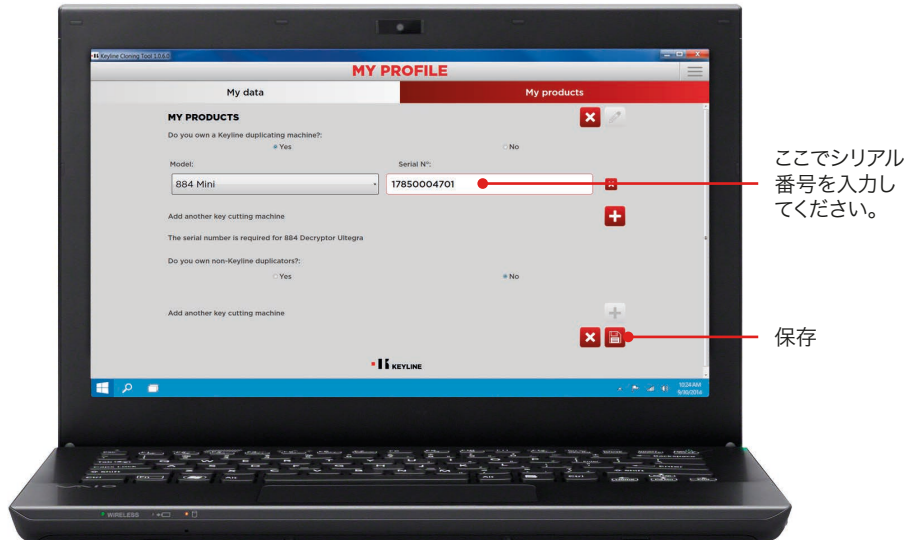 Keyline Cloning Tool 1.0.6.0
MY PROFILE
My data
My products
MY PRODUCTS
Do you own a Keyline duplicating machine?:
Yes
No
Model:
Serial N°:
884 Mini
17850004701
Add another key cutting machine
The serial number is required for 884 Decryptor Ultegra
Do you own non-Keyline duplicators?:
Yes
No
Add another key cutting machine
KEYLINE
10:24 AM
9/30/2014
VAIO
WIRELESS
ここでシリアル
番号を入力し
てください。
保存